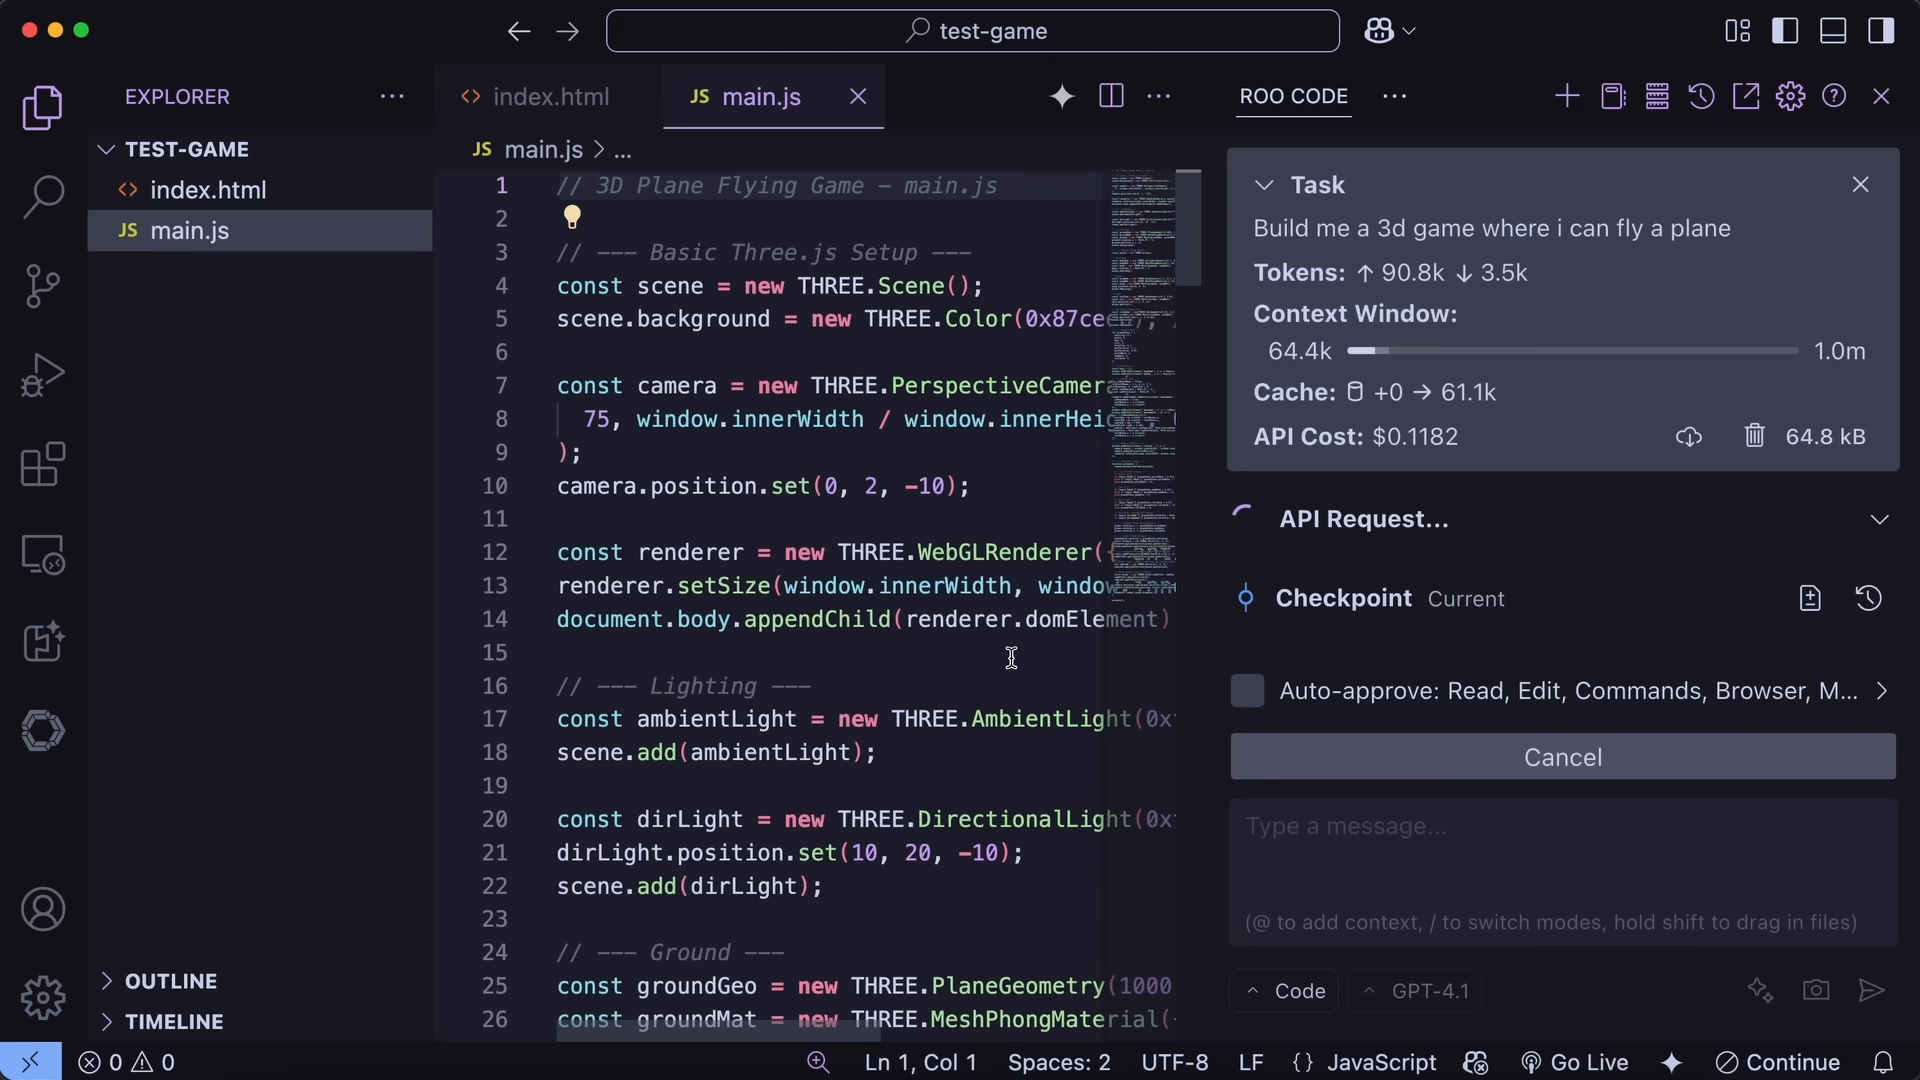 test-game
EXPLORER
TEST-GAME
index.html
JS main.js
OUTLINE
TIMELINE
index.html
JS main.js
JS main.js > ...
1 // 3D Plane Flying Game – main.js
2
3 // --- Basic Three.js Setup ---
4 const scene = new THREE.Scene();
5 scene.background = new THREE.Color(0x87ce
6
7 const camera = new THREE.PerspectiveCamer
8 75, window.innerWidth / window.innerHei
9 );
10 camera.position.set(0, 2, -10);
11
12 const renderer = new THREE.WebGLRenderer({
13 renderer.setSize(window.innerWidth, window
14 document.body.appendChild(renderer.domElement)
15
16 // --- Lighting ---
17 const ambientLight = new THREE.AmbientLight(0x
18 scene.add(ambientLight);
19
20 const dirLight = new THREE.DirectionalLight(0x
21 dirLight.position.set(10, 20, -10);
22 scene.add(dirLight);
23
24 // --- Ground ---
25 const groundGeo = new THREE.PlaneGeometry(1000
26 const groundMat = new THREE.MeshPhongMaterial(
ROO CODE
Task
Build me a 3d game where i can fly a plane
Tokens: ↑ 90.8k ↓ 3.5k
Context Window:
64.4k 1.0m
Cache: +0 → 61.1k
API Cost: $0.1182 64.8 kB
API Request...
Checkpoint Current
Auto-approve: Read, Edit, Commands, Browser, M...
Cancel
Type a message...
(@ to add context, / to switch modes, hold shift to drag in files)
Code GPT-4.1
0 0 Ln 1, Col 1 Spaces: 2 UTF-8 LF {} JavaScript Go Live Continue